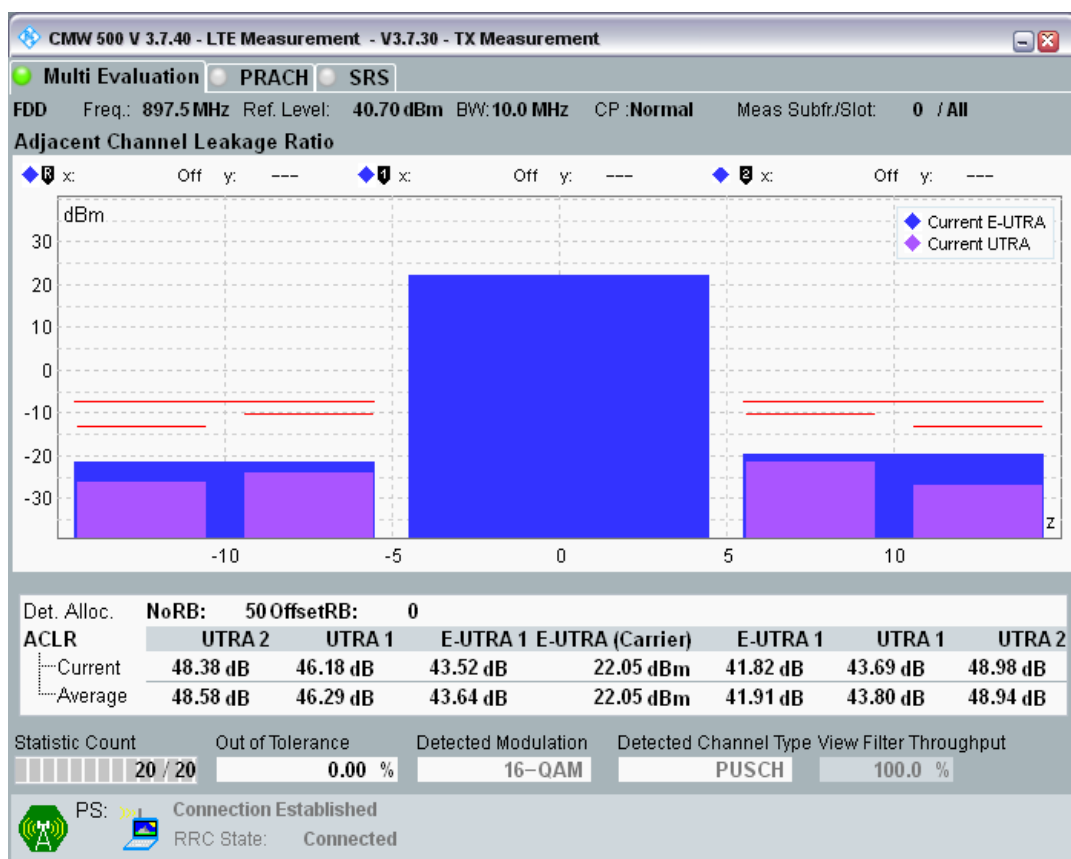 CMW 500 V 3.7.40 - LTE Measurement - V3.7.30 - TX Measurement
Multi Evaluation PRACH SRS
FDD Freq.: 897.5 MHz Ref. Level: 40.70 dBm BW: 10.0 MHz CP :Normal Meas Subfr./Slot: 0 / All
Adjacent Channel Leakage Ratio
R x: Off y: --- 1 x: Off y: --- 2 x: Off y: ---
dBm
Current E-UTRA
Current UTRA
30
20
10
0
-10
-20
-30
z
-10 -5 0 5 10
Det. Alloc. NoRB: 50 OffsetRB: 0
ACLR UTRA 2 UTRA 1 E-UTRA 1 E-UTRA (Carrier) E-UTRA 1 UTRA 1 UTRA 2
Current 48.38 dB 46.18 dB 43.52 dB 22.05 dBm 41.82 dB 43.69 dB 48.98 dB
Average 48.58 dB 46.29 dB 43.64 dB 22.05 dBm 41.91 dB 43.80 dB 48.94 dB
Statistic Count Out of Tolerance Detected Modulation Detected Channel Type View Filter Throughput
20 / 20 0.00 % 16-QAM PUSCH 100.0 %
PS: Connection Established
RRC State: Connected